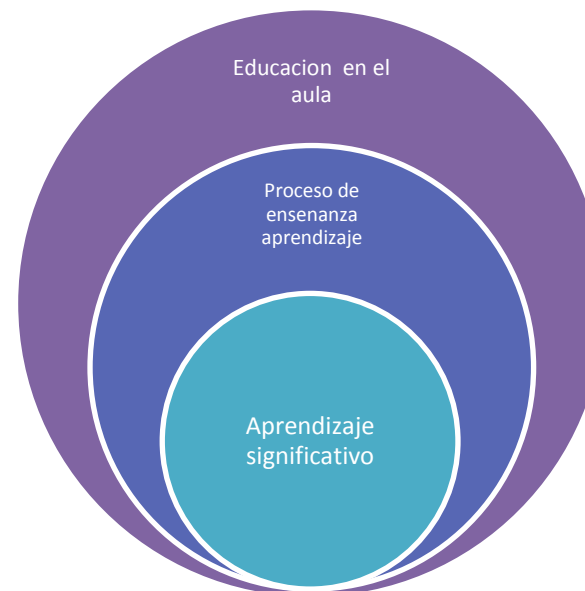 Educacion en el
aula
Proceso de
ensenanza
aprendizaje
Aprendizaje
significativo